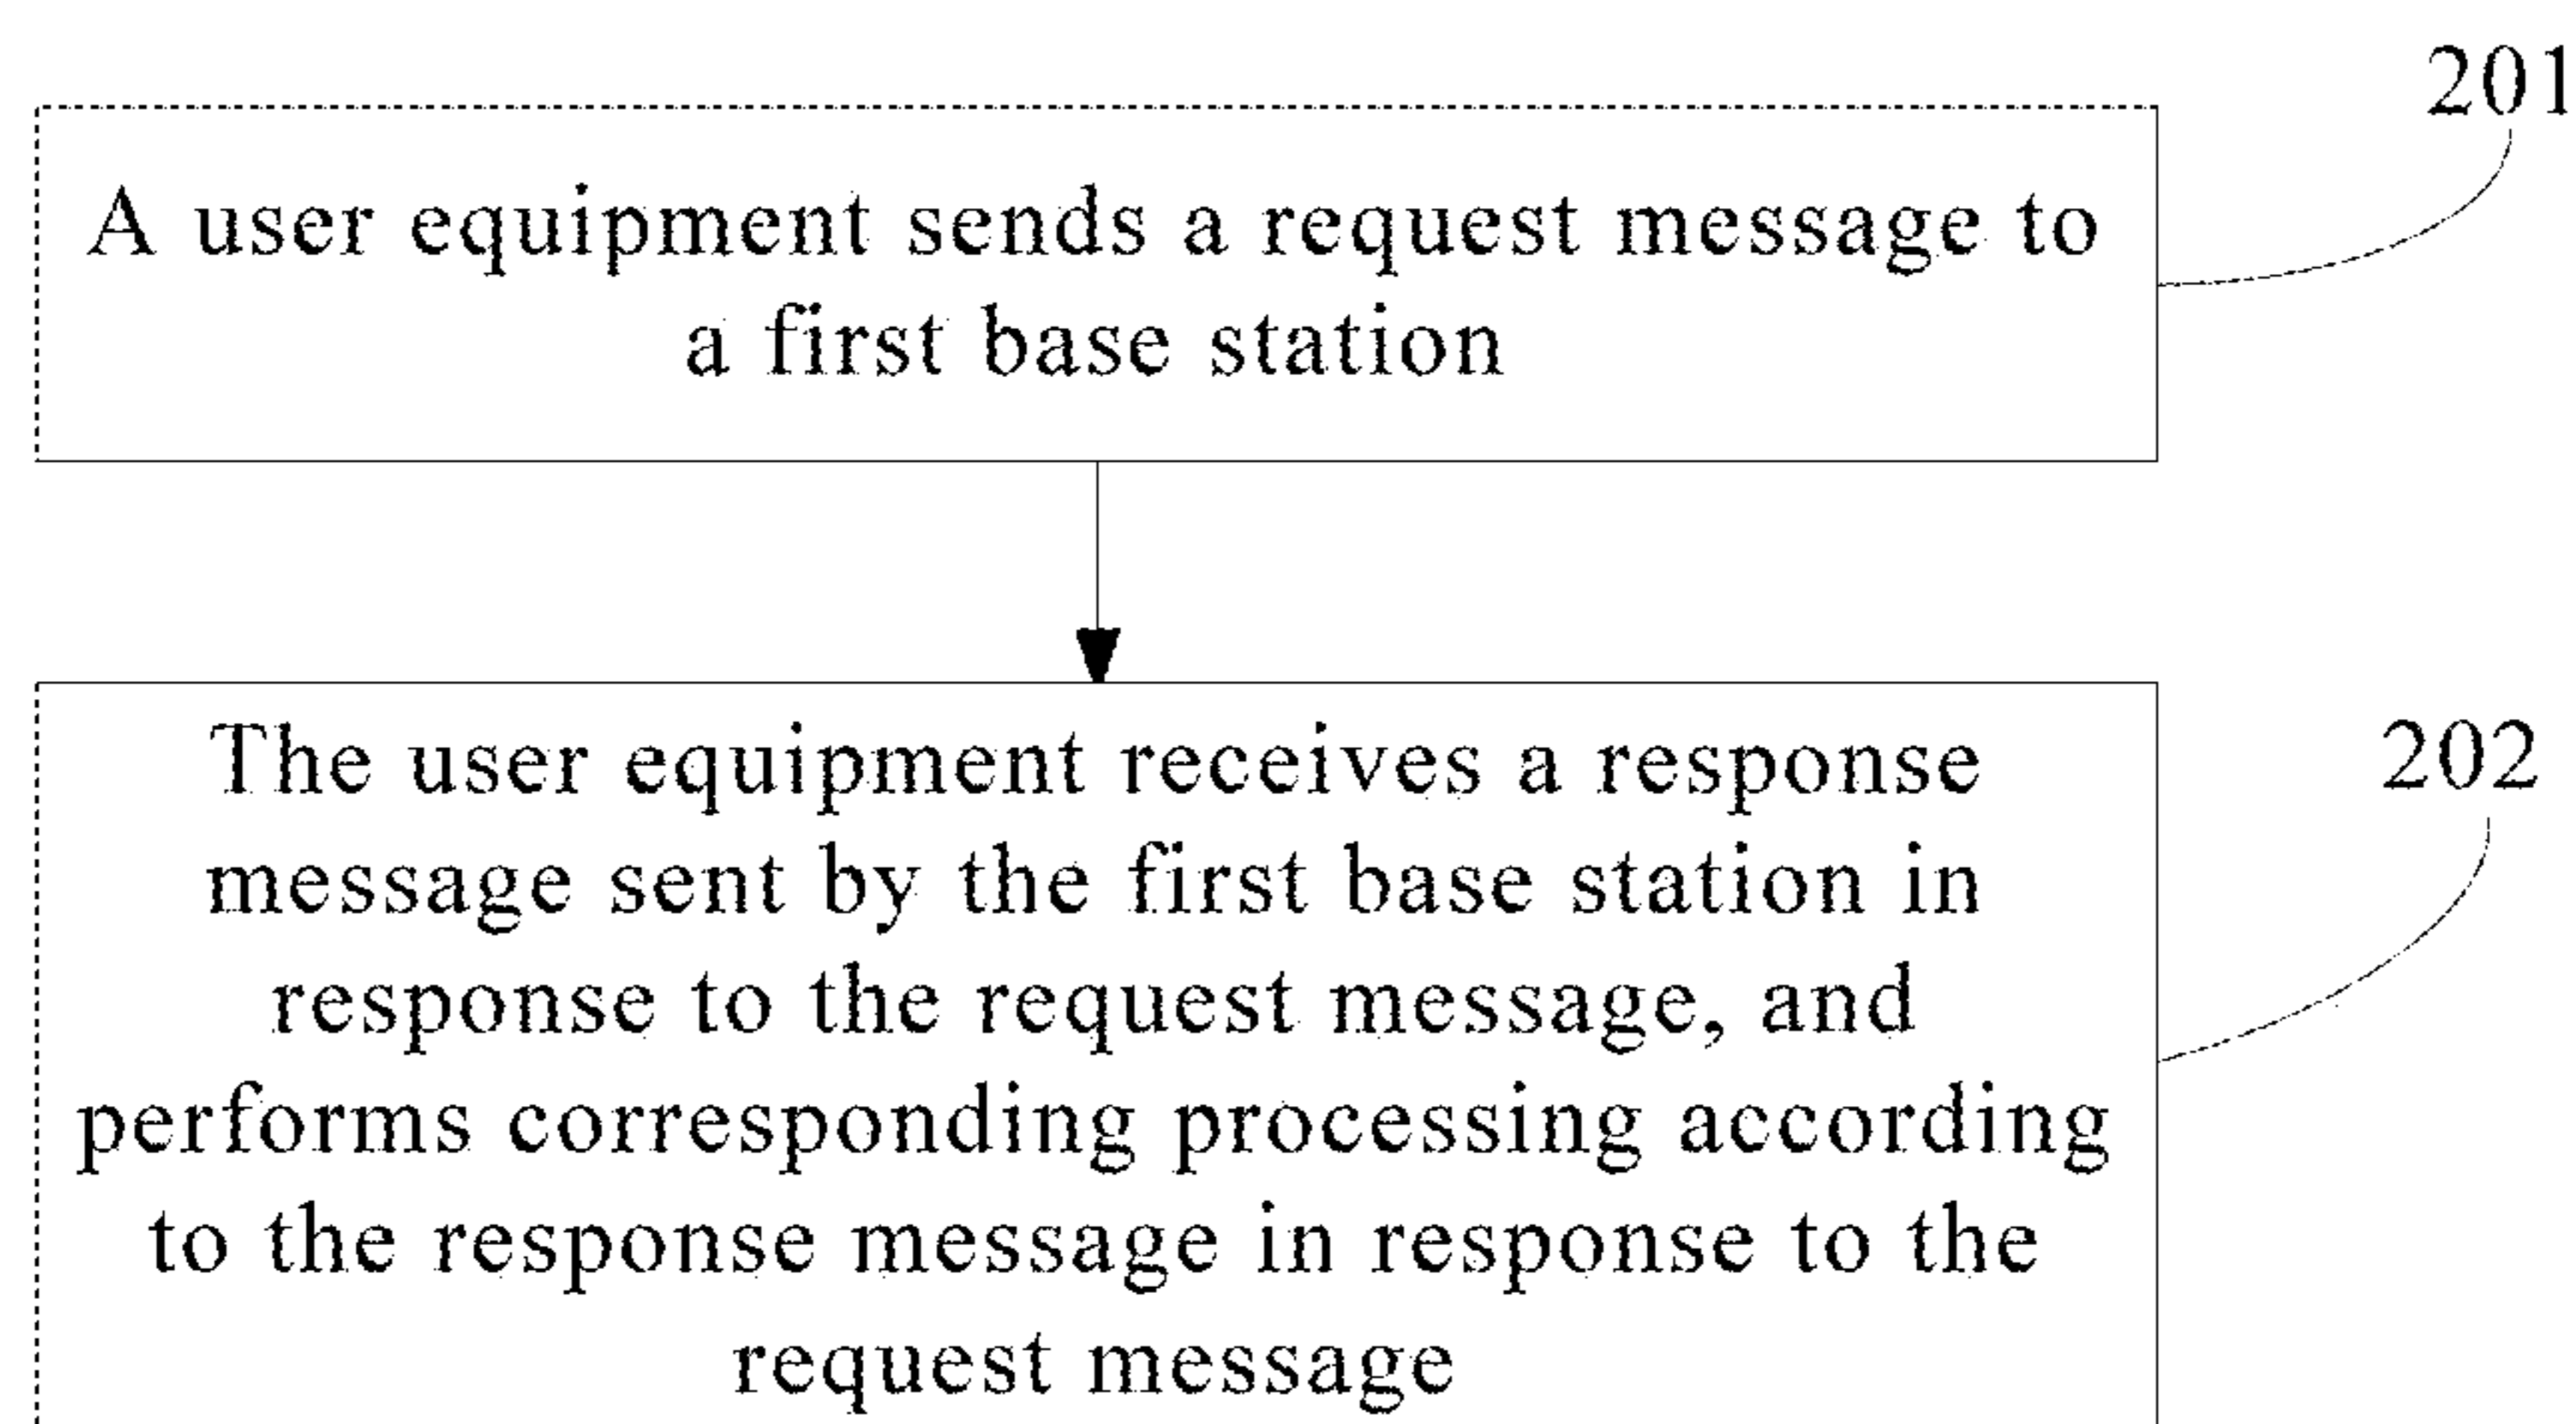 201
A user equipment sends a request message to
a first base station
The user equipment receives a response
202
message sent by the first base station in
response to the request message, and
performs corresponding processing according
to the response message in response to the
request message